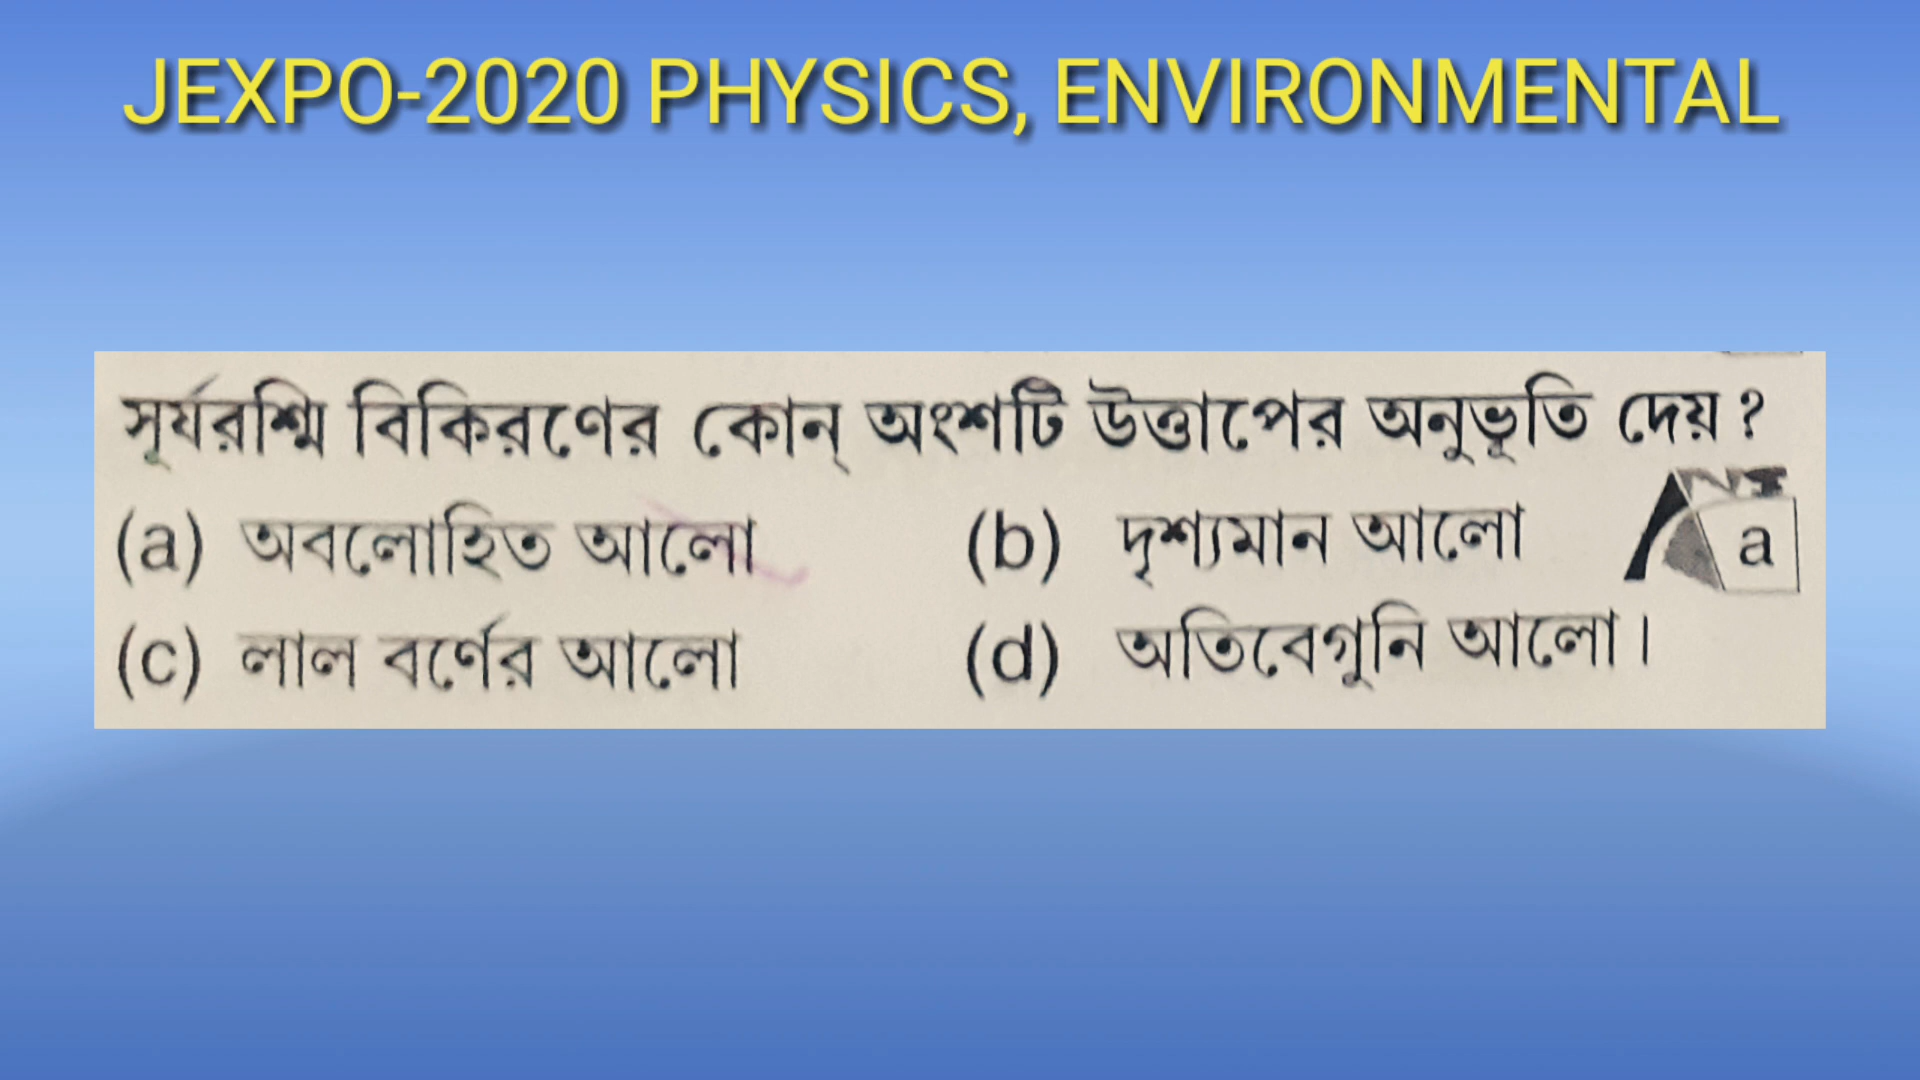 JEXPO-2020 PHYSICS, ENVIRONMENTAL
সূর্যরশ্মি বিকিরণের কোন্ অংশটি উত্তাপের অনুভূতি দেয় ?
(a) অবলোহিত আলো (b) দৃশ্যমান আলো a
(c) লাল বর্ণের আলো (d) অতিবেগুনি আলো।